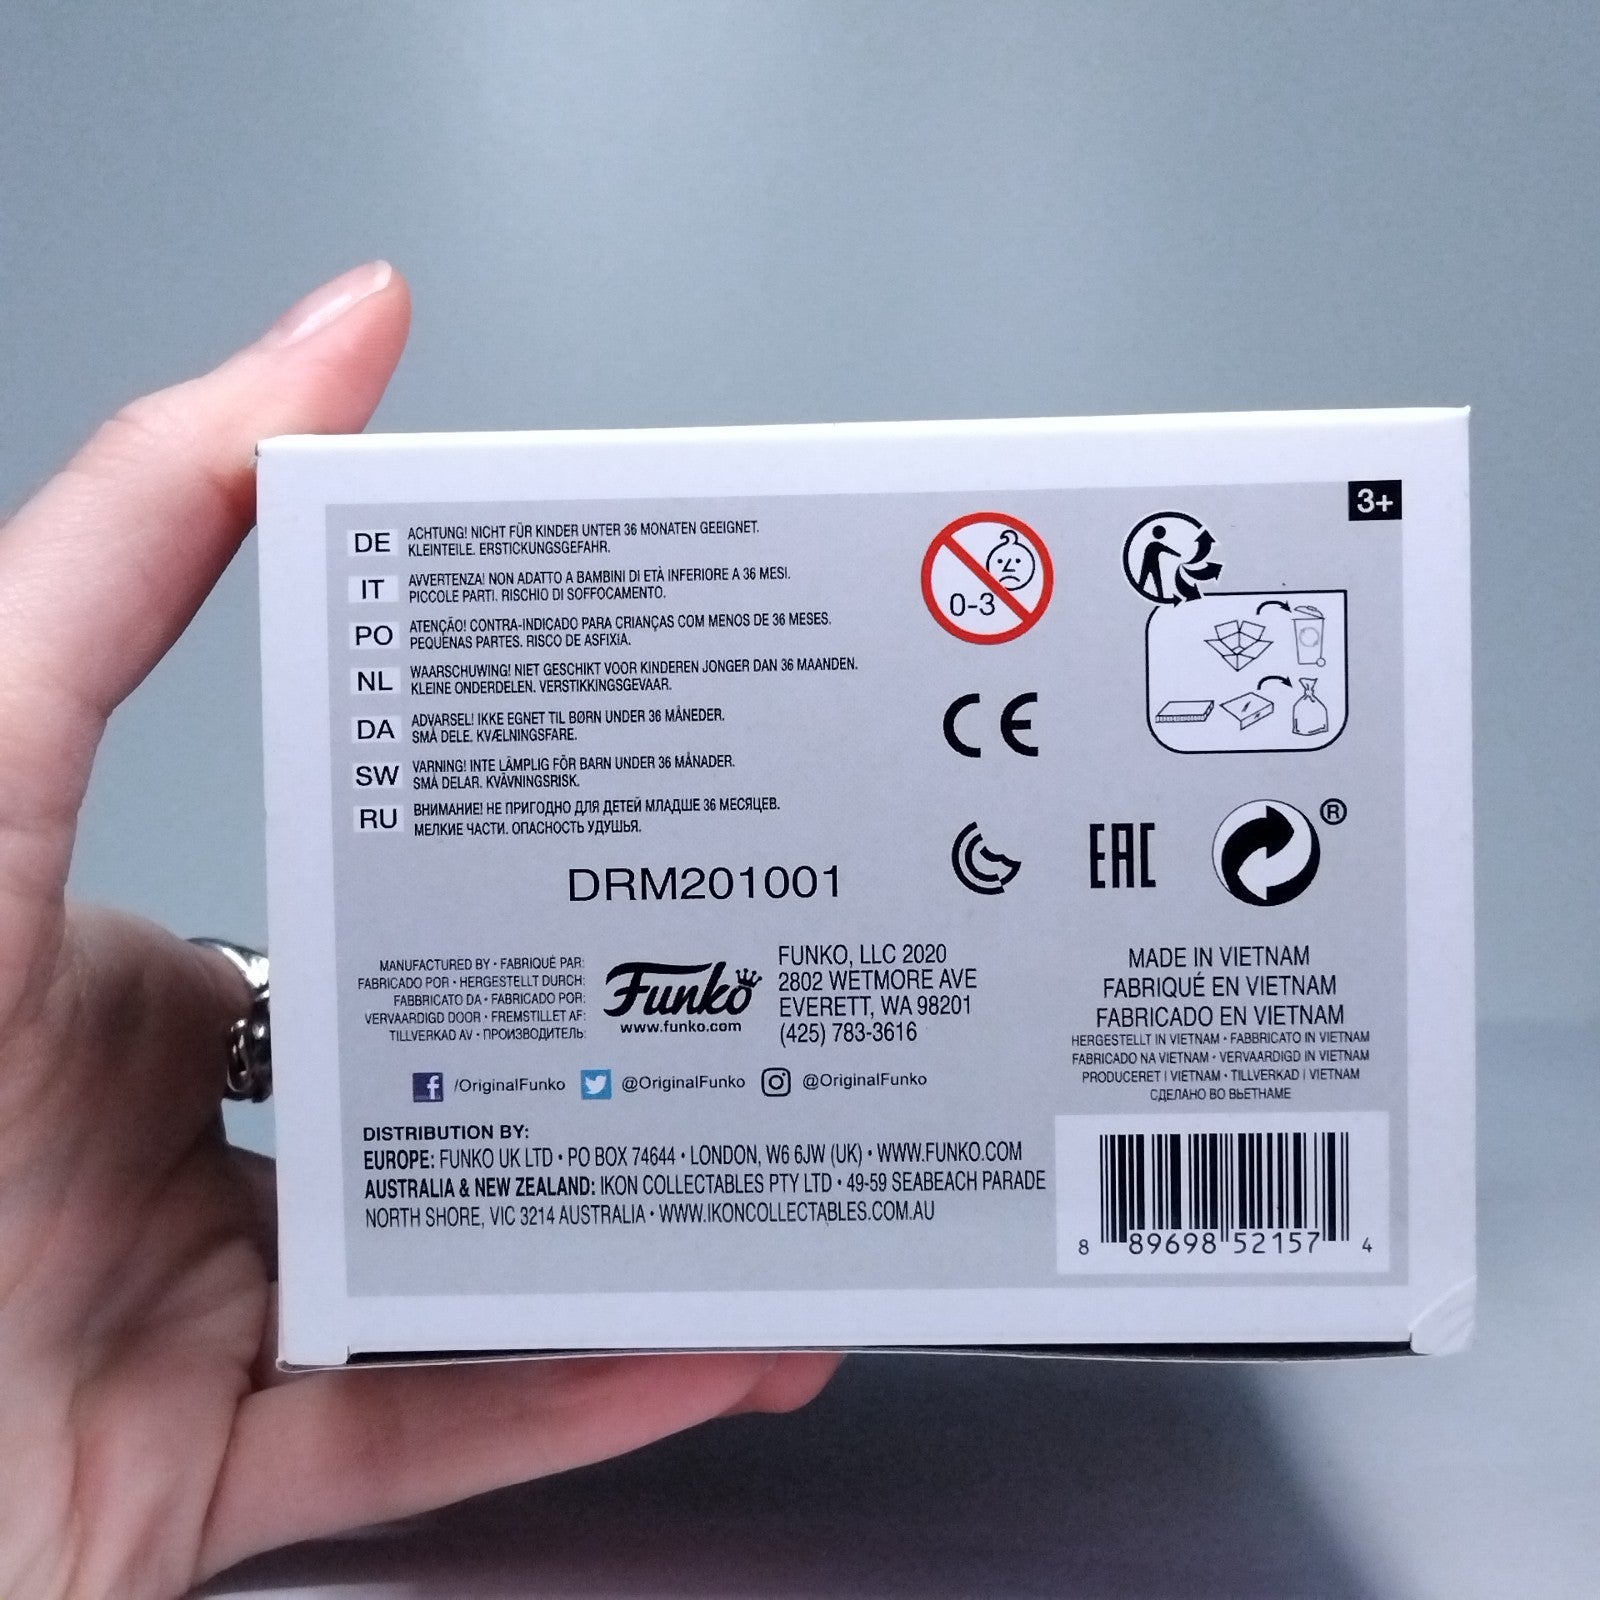 3+
DE ACHTUNG! NICHT FÜR KINDER UNTER 36 MONATEN GEEIGNET.
KLEINTEILE. ERSTICKUNGSGEFAHR.
IT AVVERTENZA! NON ADATTO A BAMBINI DI ETÀ INFERIORE A 36 MESI.
PICCOLE PARTI. RISCHIO DI SOFFOCAMENTO.
PO ATENÇÃO! CONTRA-INDICADO PARA CRIANÇAS COM MENOS DE 36 MESES.
PEQUENAS PARTES. RISCO DE ASFIXIA.
NL WAARSCHUWING! NIET GESCHIKT VOOR KINDEREN JONGER DAN 36 MAANDEN.
KLEINE ONDERDELEN. VERSTIKKINGSGEVAAR.
DA ADVARSEL! IKKE EGNET TIL BØRN UNDER 36 MÅNEDER.
SMÅ DELE. KVÆLNINGSFARE.
SW VARNING! INTE LÄMPLIG FÖR BARN UNDER 36 MÅNADER.
SMÅ DELAR. KVÄVNINGSRISK.
RU ВНИМАНИЕ! НЕ ПРИГОДНО ДЛЯ ДЕТЕЙ МЛАДШЕ 36 МЕСЯЦЕВ.
МЕЛКИЕ ЧАСТИ. ОПАСНОСТЬ УДУШЬЯ.
0-3
CE
EAC
®
DRM201001
MANUFACTURED BY • FABRIQUÉ PAR:
FABRICADO POR • HERGESTELLT DURCH:
FABBRICATO DA • FABRICADO POR:
VERVAARDIGD DOOR • FREMSTILLET AF:
TILLVERKAD AV • ПРОИЗВОДИТЕЛЬ:
Funko
www.funko.com
FUNKO, LLC 2020
2802 WETMORE AVE
EVERETT, WA 98201
(425) 783-3616
MADE IN VIETNAM
FABRIQUÉ EN VIETNAM
FABRICADO EN VIETNAM
HERGESTELLT IN VIETNAM • FABBRICATO IN VIETNAM
FABRICADO NA VIETNAM • VERVAARDIGD IN VIETNAM
PRODUCERET I VIETNAM • TILLVERKAD I VIETNAM
СДЕЛАНО ВО ВЬЕТНАМЕ
f /OriginalFunko @OriginalFunko @OriginalFunko
DISTRIBUTION BY:
EUROPE: FUNKO UK LTD • PO BOX 74644 • LONDON, W6 6JW (UK) • WWW.FUNKO.COM
AUSTRALIA & NEW ZEALAND: IKON COLLECTABLES PTY LTD • 49-59 SEABEACH PARADE
NORTH SHORE, VIC 3214 AUSTRALIA • WWW.IKONCOLLECTABLES.COM.AU
8 89698 52157 4